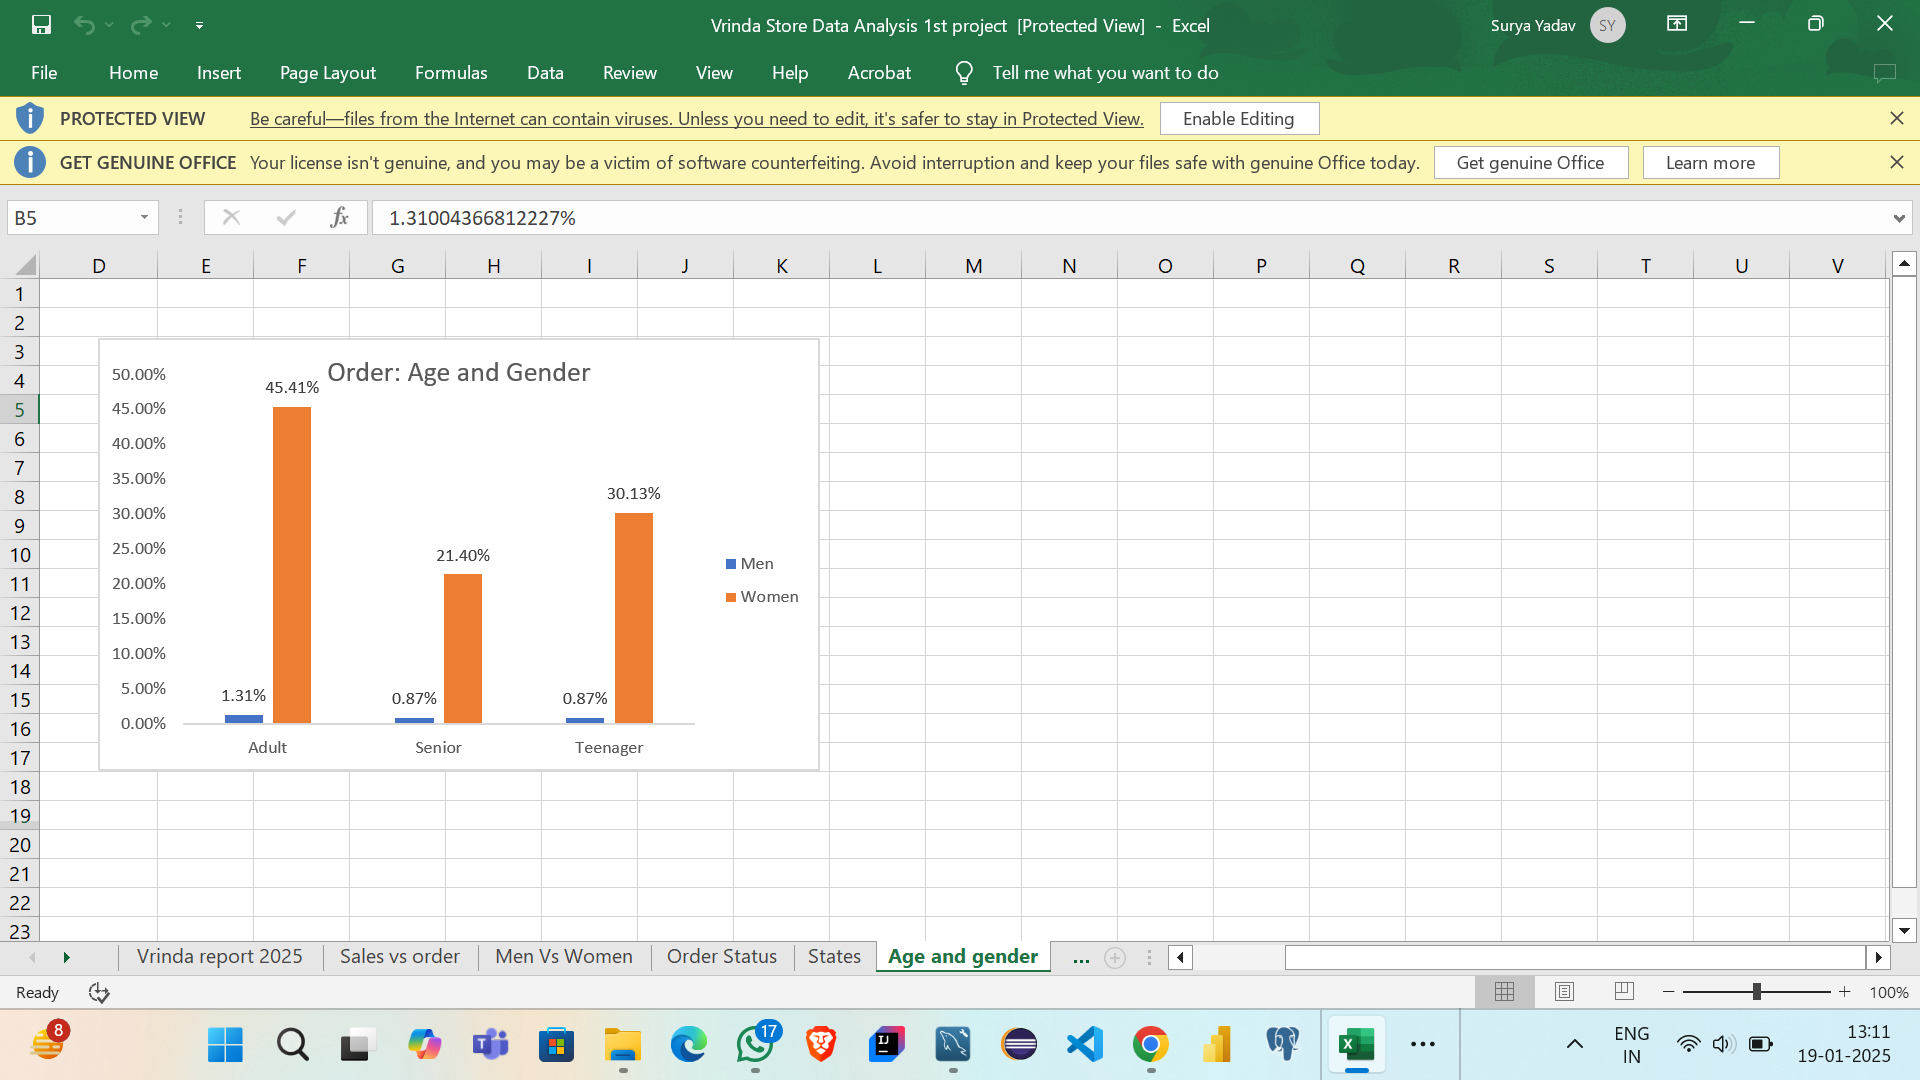 Vrinda Store Data Analysis 1st project [Protected View] - Excel
Surya Yadav
SY
File
Home
Insert
Page Layout
Formulas
Data
Review
View
Help
Acrobat
Tell me what you want to do
PROTECTED VIEW
Be careful—files from the Internet can contain viruses. Unless you need to edit, it's safer to stay in Protected View.
Enable Editing
GET GENUINE OFFICE
Your license isn't genuine, and you may be a victim of software counterfeiting. Avoid interruption and keep your files safe with genuine Office today.
Get genuine Office
Learn more
B5
fx
1.31004366812227%
D E F G H I J K L M N O P Q R S T U V
1
2
3
4
5
6
7
8
9
10
11
12
13
14
15
16
17
18
19
20
21
22
23
Order: Age and Gender
50.00%
45.00%
40.00%
35.00%
30.00%
25.00%
20.00%
15.00%
10.00%
5.00%
0.00%
45.41%
30.13%
21.40%
1.31%
0.87%
0.87%
Men
Women
Adult
Senior
Teenager
Vrinda report 2025
Sales vs order
Men Vs Women
Order Status
States
Age and gender
...
Ready
100%
8
17
IJ
ENG
IN
13:11
19-01-2025